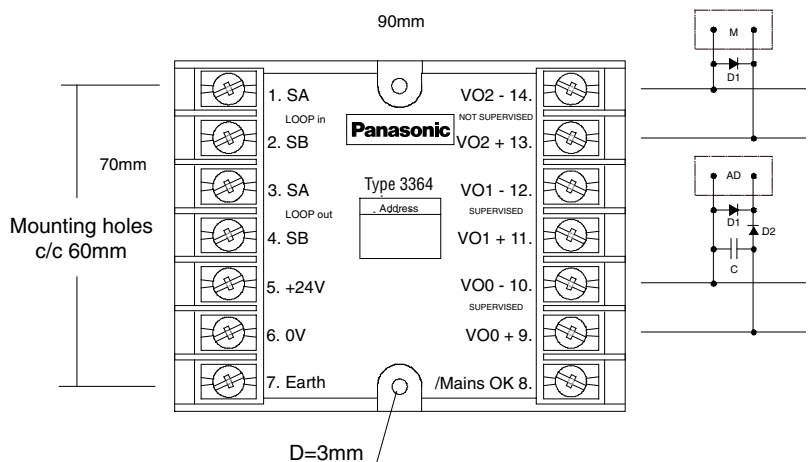 90mm
70mm
Mounting holes
c/c 60mm
1. SA
LOOP in
2. SB
3. SA
LOOP out
4. SB
5. +24V
6. 0V
7. Earth
Panasonic
Type 3364
Address
VO2 - 14.
NOT SUPERVISED
VO2 + 13.
VO1 - 12.
SUPERVISED
VO1 + 11.
VO0 - 10.
SUPERVISED
VO0 + 9.
/Mains OK 8.
D=3mm
M
D1
AD
D1
D2
C